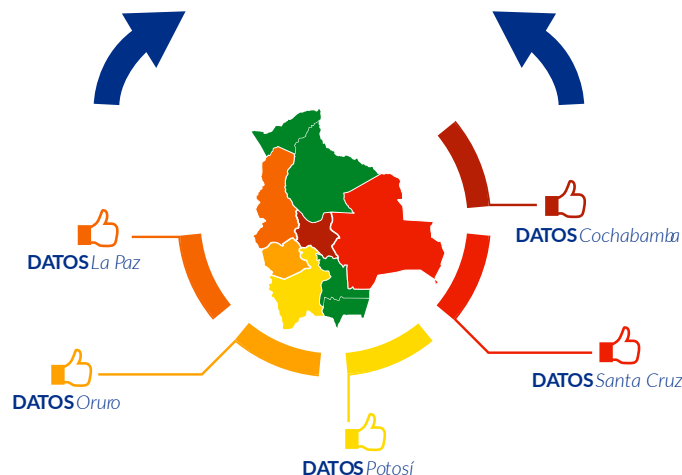 DATOS Cochabamba
DATOS La Paz
DATOS Santa Cruz
DATOS Oruro
DATOS Potosí